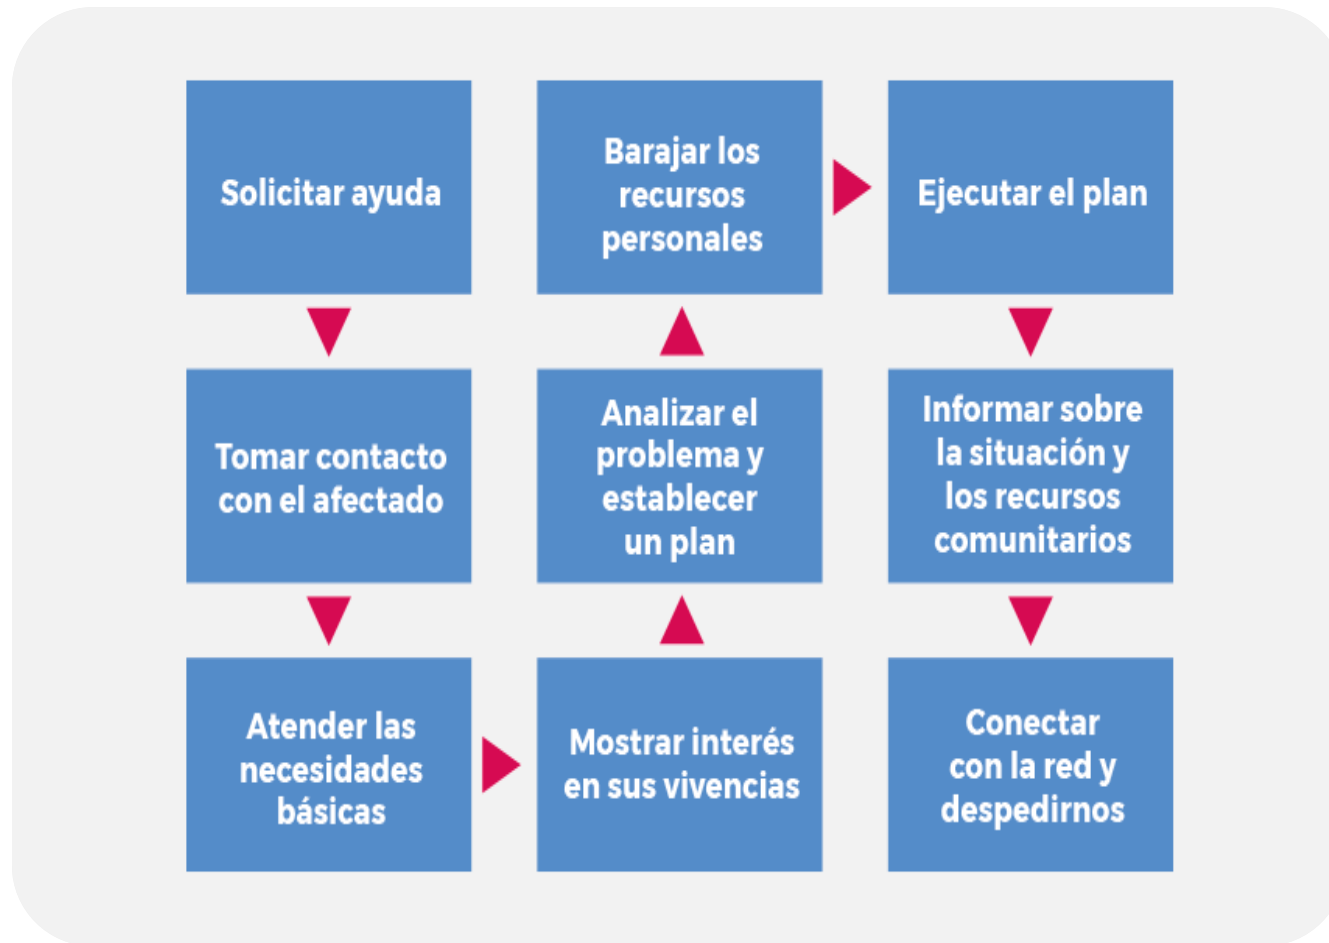 Solicitar ayuda
Tomar contacto
con el afectado
Atender las
necesidades
básicas
Mostrar interés
en sus vivencias
Analizar el
problema y
establecer
un plan
Barajar los
recursos
personales
Ejecutar el plan
Informar sobre
la situación y
los recursos
comunitarios
Conectar
con la red y
despedirnos